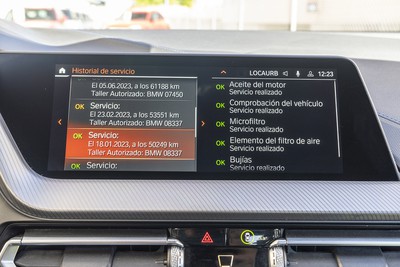 Historial de servicio
LOCAURB
12:23
El 05.06.2023, a los 61188 km
Taller Autorizado: BMW 07450
OK Servicio:
El 23.02.2023, a los 53551 km
Taller Autorizado: BMW 08337
OK Servicio:
El 18.01.2023, a los 50249 km
Taller Autorizado: BMW 08337
OK Servicio:
OK Aceite del motor
Servicio realizado
OK Comprobación del vehículo
Servicio realizado
OK Microfiltro
Servicio realizado
OK Elemento del filtro de aire
Servicio realizado
OK Bujías
Servicio realizado